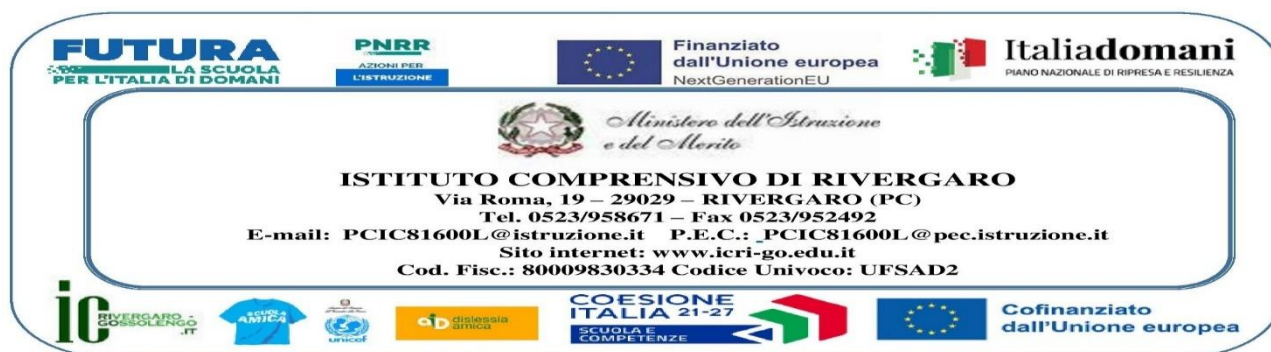 FUTURA
LA SCUOLA
PER L'ITALIA DI DOMANI
PNRR
AZIONI PER
L'ISTRUZIONE
Finanziato
dall'Unione europea
NextGenerationEU
Italiadomani
PIANO NAZIONALE DI RIPRESA E RESILIENZA
Ministero dell'Istruzione
e del Merito
ISTITUTO COMPRENSIVO DI RIVERGARO
Via Roma, 19 – 29029 – RIVERGARO (PC)
Tel. 0523/958671 – Fax 0523/952492
E-mail: PCIC81600L@istruzione.it P.E.C.: PCIC81600L@pec.istruzione.it
Sito internet: www.icri-go.edu.it
Cod. Fisc.: 80009830334 Codice Univoco: UFSAD2
ic
RIVERGARO -
GOSSOLENGO
.IT
SCUOLA
AMICA
unicef
aiD dislessia
amica
COESIONE
ITALIA 21-27
SCUOLA E
COMPETENZE
Cofinanziato
dall'Unione europea